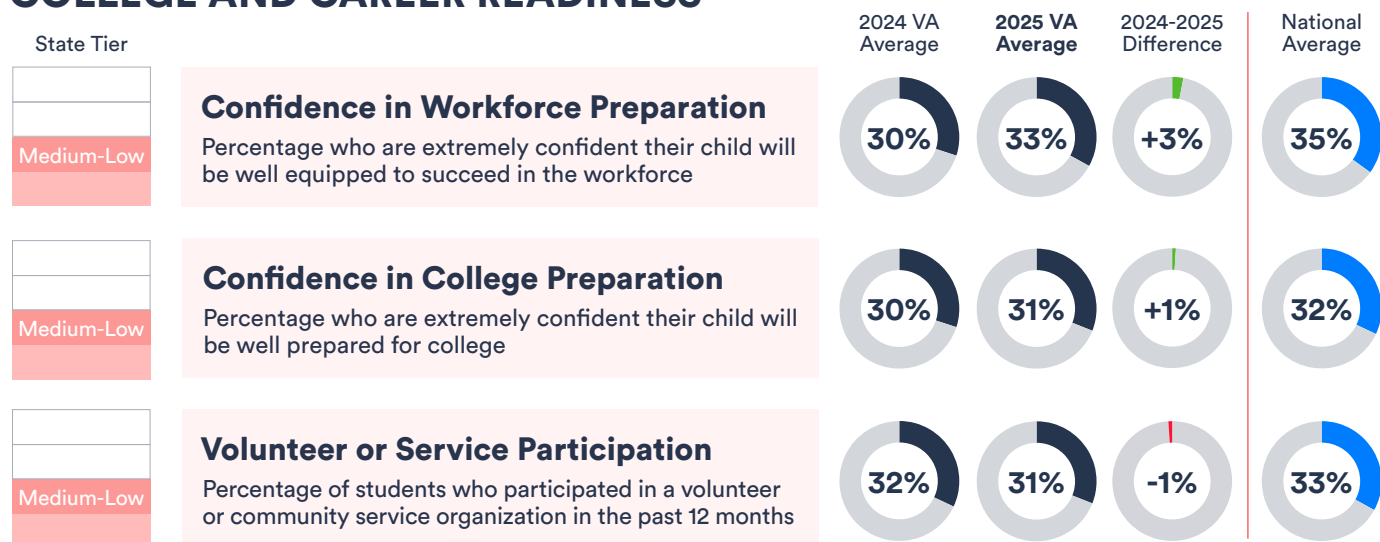 COLLEGE AND CAREER READINESS
State Tier
2024 VA
Average
2025 VA
Average
2024-2025
Difference
National
Average
Medium-Low
Confidence in Workforce Preparation
Percentage who are extremely confident their child will
be well equipped to succeed in the workforce
30%
33%
+3%
35%
Medium-Low
Confidence in College Preparation
Percentage who are extremely confident their child will
be well prepared for college
30%
31%
+1%
32%
Medium-Low
Volunteer or Service Participation
Percentage of students who participated in a volunteer
or community service organization in the past 12 months
32%
31%
-1%
33%